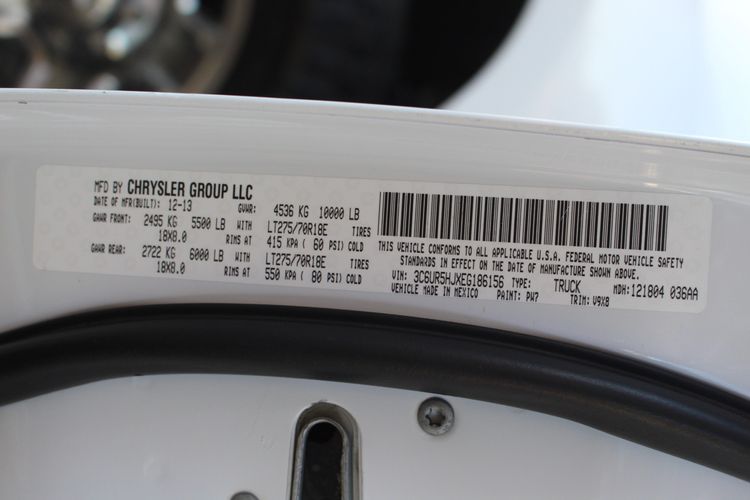 MFD BY CHRYSLER GROUP LLC
DATE OF MFR(BUILT): 12-13 GVWR: 4536 KG 10000 LB
GAWR FRONT: 2495 KG 5500 LB WITH LT275/70R18E TIRES
18X8.0 RIMS AT 415 KPA ( 60 PSI) COLD
GAWR REAR: 2722 KG 6000 LB WITH LT275/70R18E TIRES
18X8.0 RIMS AT 550 KPA ( 80 PSI) COLD
THIS VEHICLE CONFORMS TO ALL APPLICABLE U.S.A. FEDERAL MOTOR VEHICLE SAFETY
STANDARDS IN EFFECT ON THE DATE OF MANUFACTURE SHOWN ABOVE.
VIN: 3C6UR5HJXEG186156 TYPE: TRUCK MDH: 121804 036AA
VEHICLE MADE IN MEXICO PAINT: PW7 TRIM: V9X8